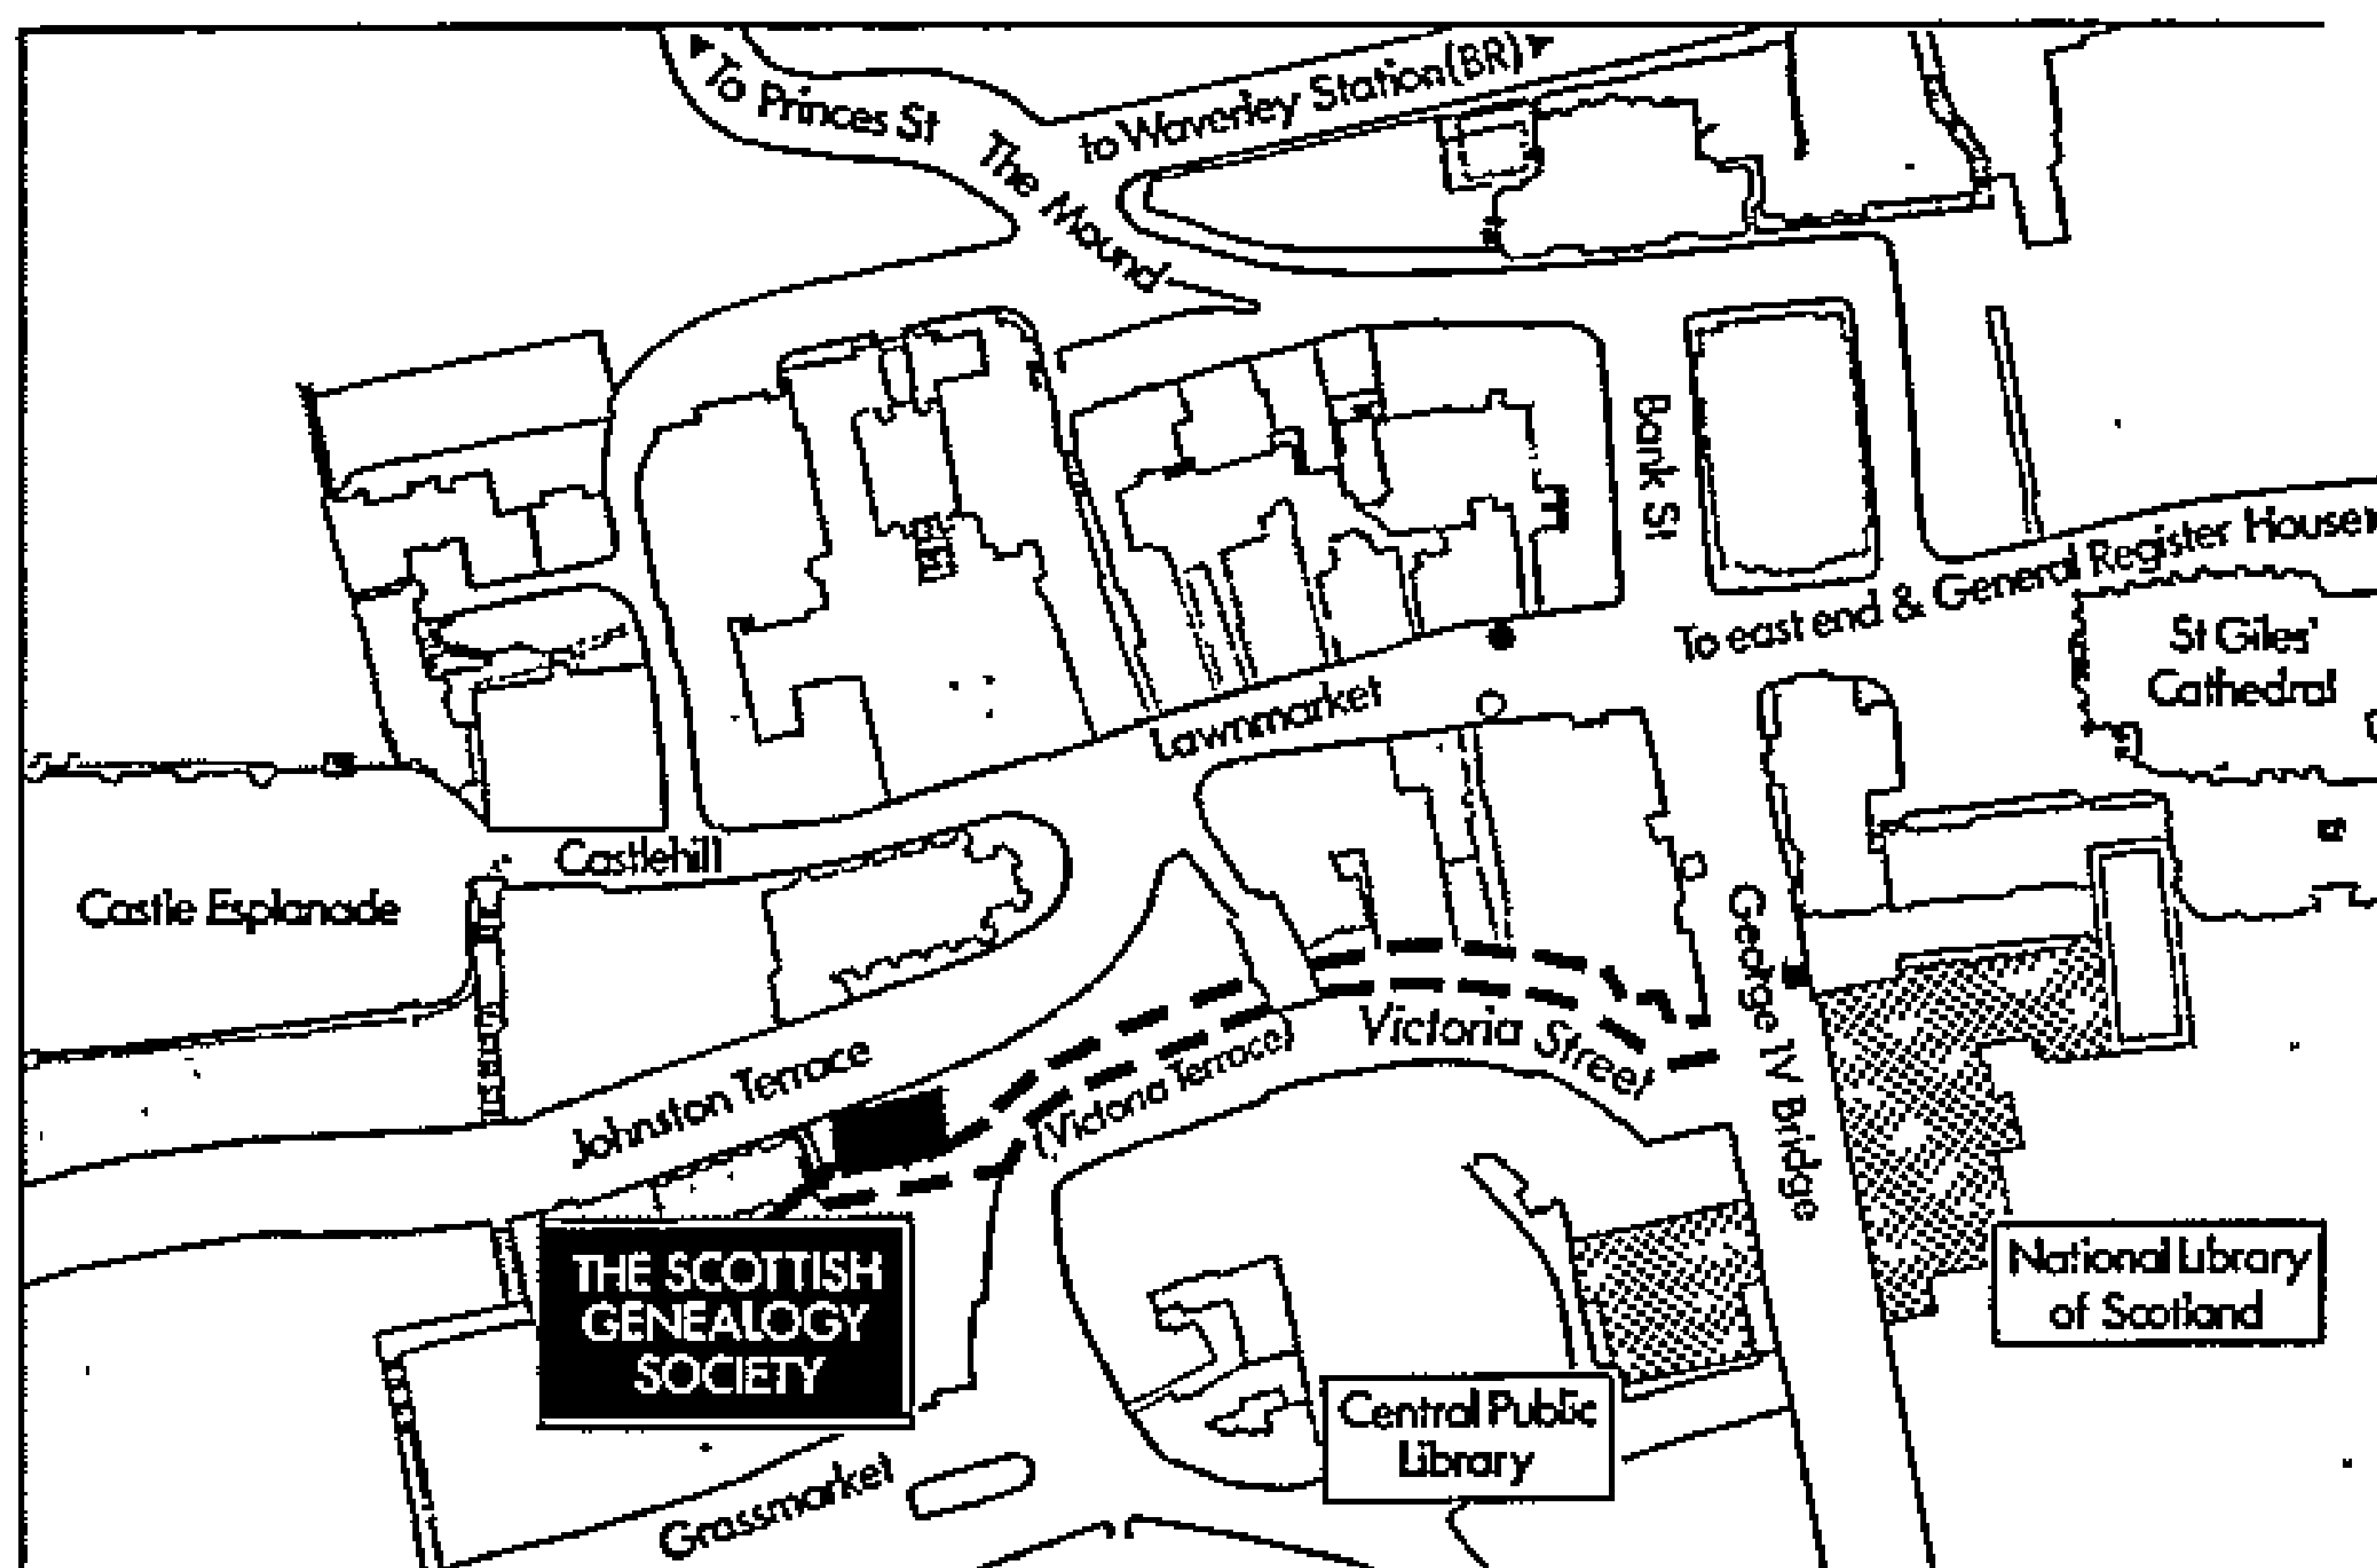 To Princes St
to Waverley Station (BR)
The Mound
Bank St
To east end & General Register House
St Giles'
Cathedral
Lawnmarket
Castlehill
Castle Esplanade
George IV Bridge
Victoria Street
(Victoria Terrace)
Johnston Terrace
THE SCOTTISH
GENEALOGY
SOCIETY
National Library
of Scotland
Central Public
Library
Grassmarket